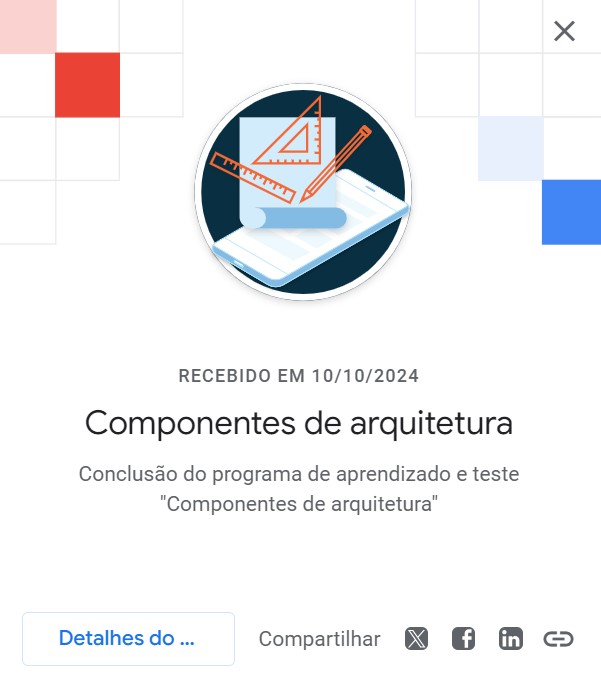 RECEBIDO EM 10/10/2024
Componentes de arquitetura
Conclusão do programa de aprendizado e teste
"Componentes de arquitetura"
Detalhes do ...
Compartilhar